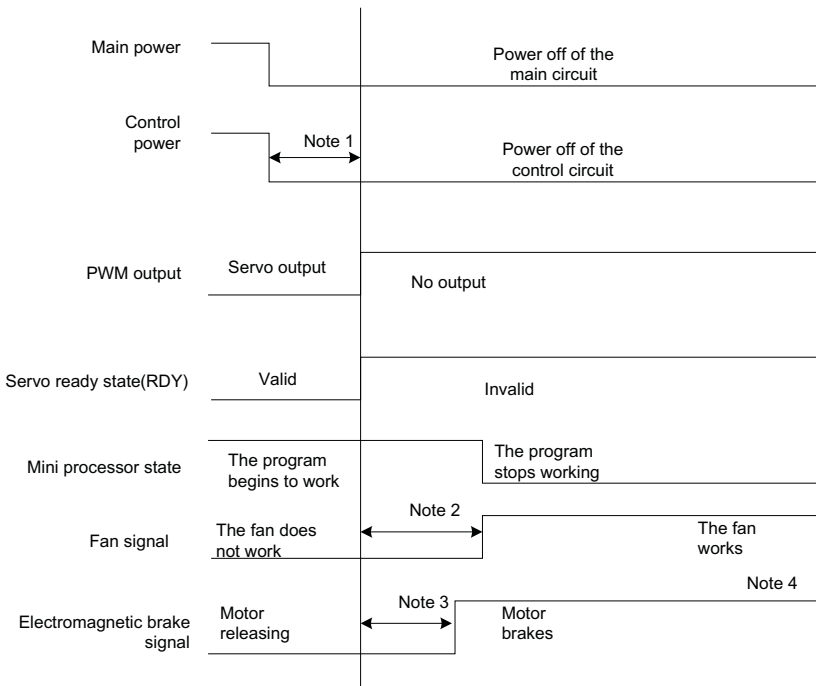 Main power
Power off of the
main circuit
Control
power
Note 1
Power off of the
control circuit
PWM output
Servo output
No output
Servo ready state(RDY)
Valid
Invalid
Mini processor state
The program
begins to work
The program
stops working
Fan signal
The fan does
not work
Note 2
The fan
works
Note 4
Electromagnetic brake
signal
Motor
releasing
Note 3
Motor
brakes